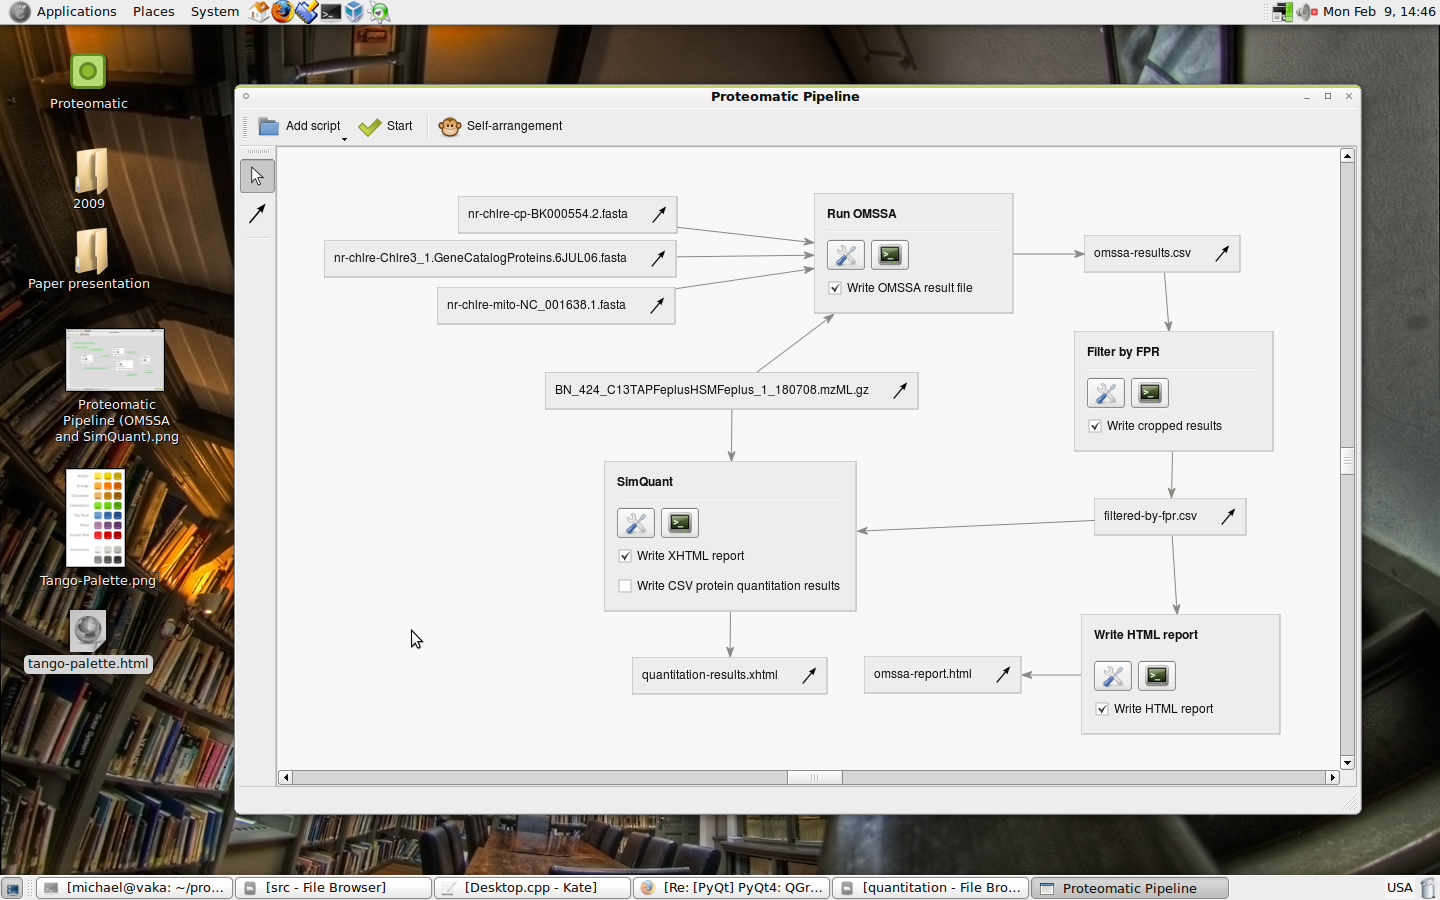 Applications Places System
Mon Feb 9, 14:46
Proteomatic
2009
Paper presentation
Proteomatic
Pipeline (OMSSA
and SimQuant).png
Tango-Palette.png
tango-palette.html
Proteomatic Pipeline
Add script Start Self-arrangement
nr-chlre-cp-BK000554.2.fasta
nr-chlre-Chlre3_1.GeneCatalogProteins.6JUL06.fasta
nr-chlre-mito-NC_001638.1.fasta
Run OMSSA
Write OMSSA result file
omssa-results.csv
Filter by FPR
Write cropped results
BN_424_C13TAPFeplusHSMFeplus_1_180708.mzML.gz
SimQuant
Write XHTML report
Write CSV protein quantitation results
filtered-by-fpr.csv
Write HTML report
Write HTML report
quantitation-results.xhtml
omssa-report.html
[michael@vaka: ~/pro...
[src - File Browser]
[Desktop.cpp - Kate]
[Re: [PyQt] PyQt4: QGr...
[quantitation - File Bro...
Proteomatic Pipeline
USA